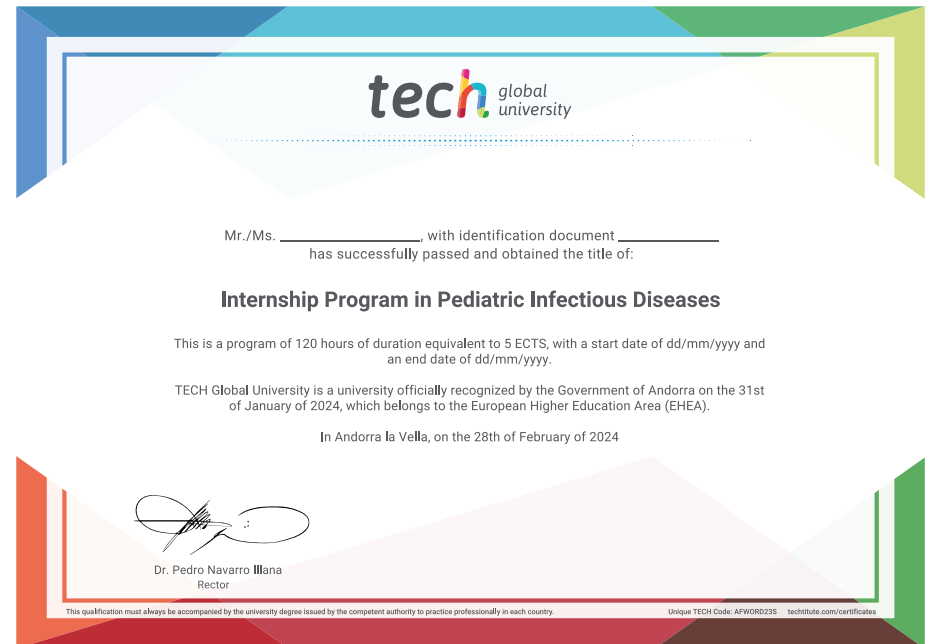 tech global
university
Mr./Ms. ____________, with identification document ____________
has successfully passed and obtained the title of:
Internship Program in Pediatric Infectious Diseases
This is a program of 120 hours of duration equivalent to 5 ECTS, with a start date of dd/mm/yyyy and
an end date of dd/mm/yyyy.
TECH Global University is a university officially recognized by the Government of Andorra on the 31st
of January of 2024, which belongs to the European Higher Education Area (EHEA).
In Andorra la Vella, on the 28th of February of 2024
Dr. Pedro Navarro Illana
Rector
This qualification must always be accompanied by the university degree issued by the competent authority to practice professionally in each country.
Unique TECH Code: AFWORD23S techtitute.com/certificates